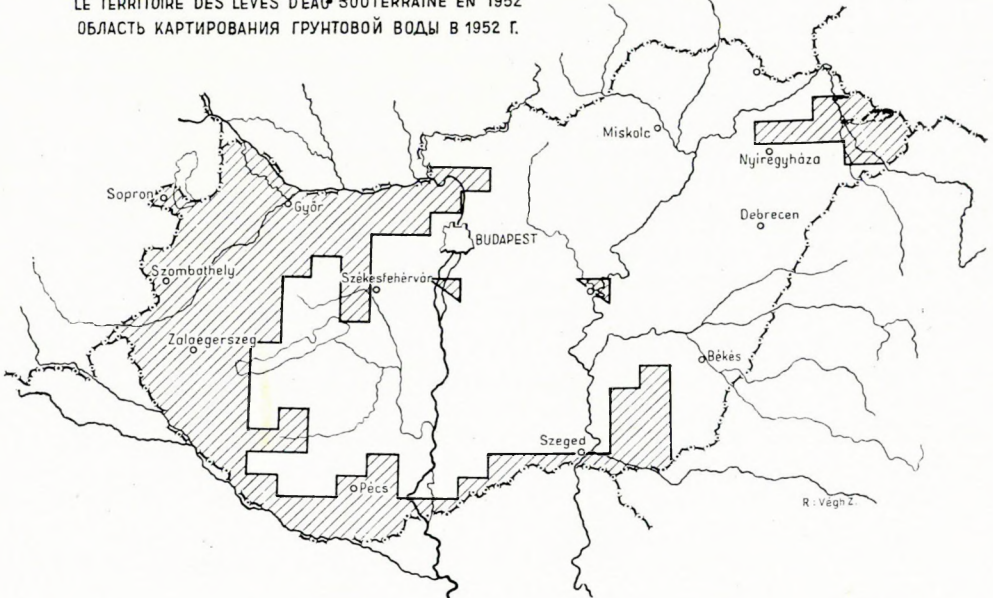 LE TERRITOIRE DES LEVÉS D'EAU SOUTERRAINE EN 1952
ОБЛАСТЬ КАРТИРОВАНИЯ ГРУНТОВОЙ ВОДЫ В 1952 Г.
Miskolc
Nyíregyháza
Sopron
Győr
Debrecen
BUDAPEST
Szombathely
Székesfehérvár
Zalaegerszeg
Békés
Szeged
Pécs
R: Végh Z.